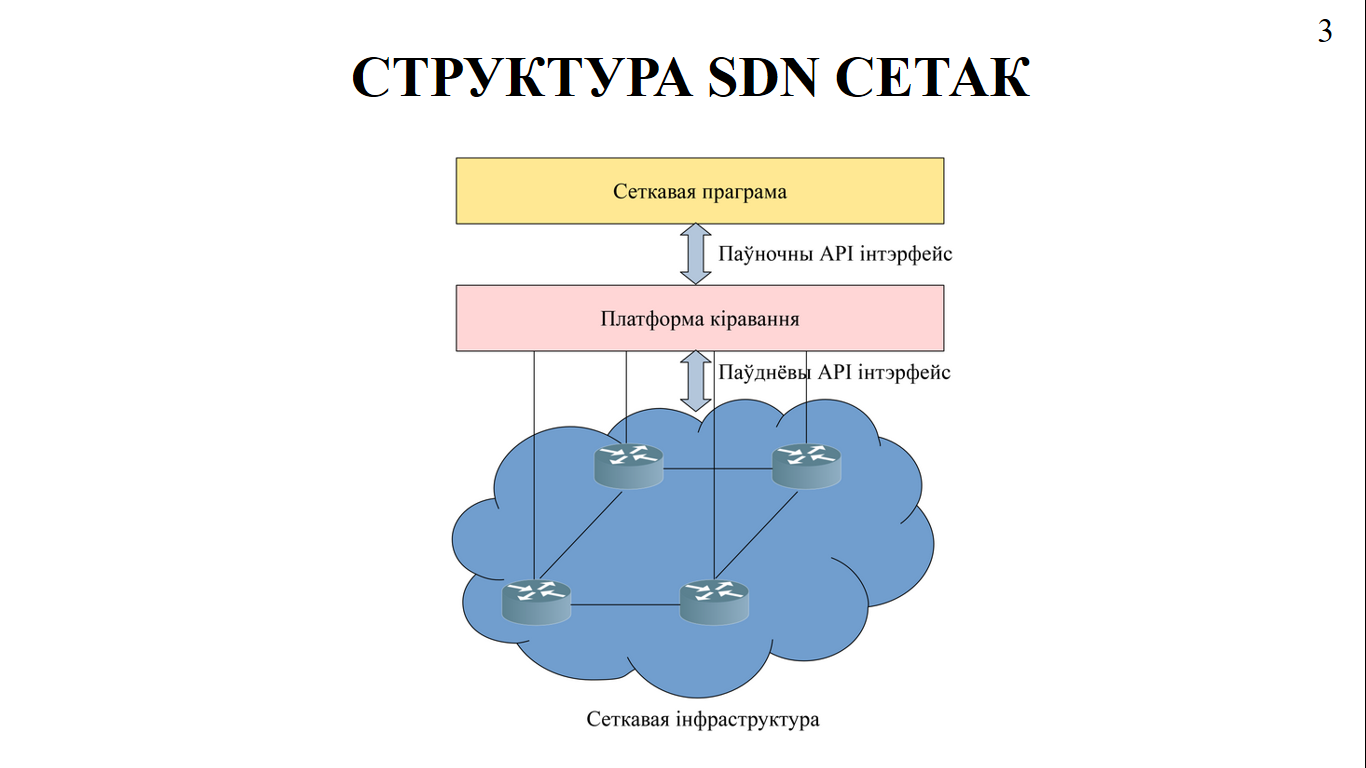 3
СТРУКТУРА SDN СЕТАК
Сеткавая праграма
Паўночны API інтэрфейс
Платформа кіравання
Паўднёвы API інтэрфейс
Сеткавая інфраструктура